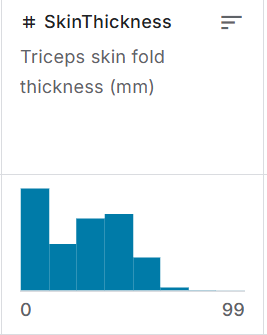 # SkinThickness
Triceps skin fold
thickness (mm)
0 99